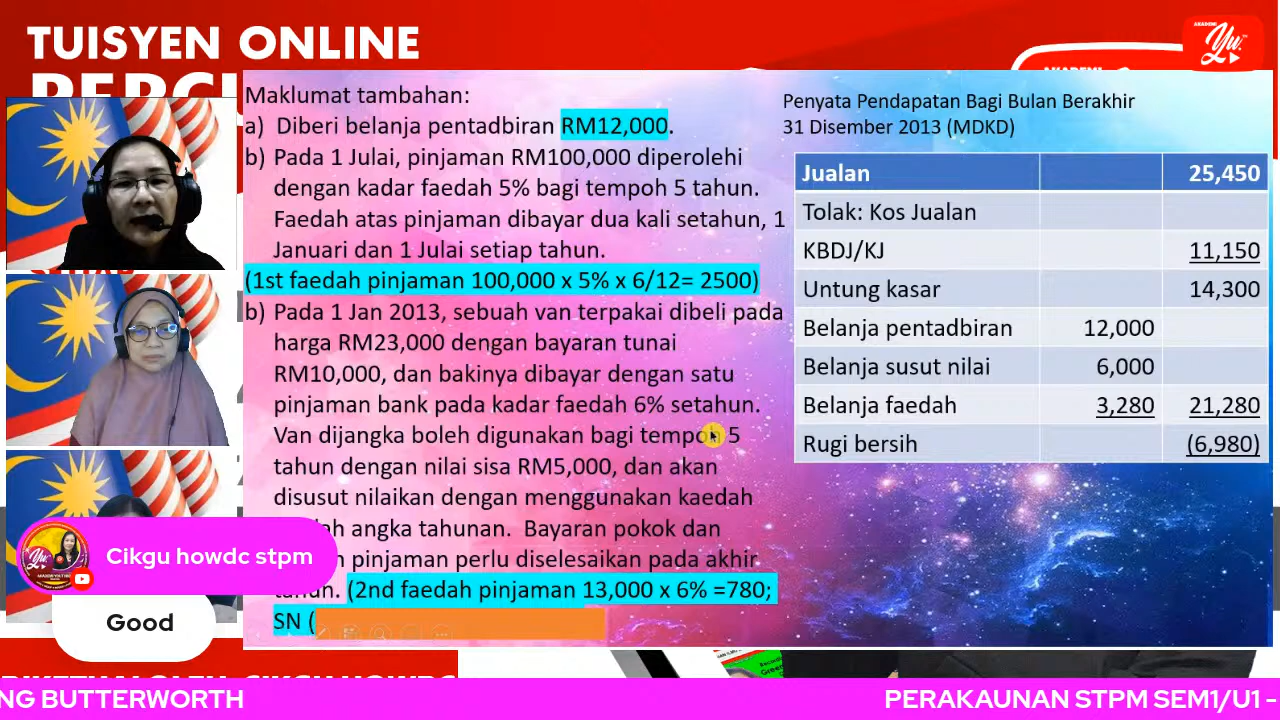 TUISYEN ONLINE
AKADEMI
Yu
Maklumat tambahan:
a) Diberi belanja pentadbiran RM12,000.
b) Pada 1 Julai, pinjaman RM100,000 diperolehi
dengan kadar faedah 5% bagi tempoh 5 tahun.
Faedah atas pinjaman dibayar dua kali setahun, 1
Januari dan 1 Julai setiap tahun.
(1st faedah pinjaman 100,000 x 5% x 6/12= 2500)
b) Pada 1 Jan 2013, sebuah van terpakai dibeli pada
harga RM23,000 dengan bayaran tunai
RM10,000, dan bakinya dibayar dengan satu
pinjaman bank pada kadar faedah 6% setahun.
Van dijangka boleh digunakan bagi tempoh 5
tahun dengan nilai sisa RM5,000, dan akan
disusut nilaikan dengan menggunakan kaedah
angka tahunan. Bayaran pokok dan
pinjaman perlu diselesaikan pada akhir
tahun. (2nd faedah pinjaman 13,000 x 6% =780;
SN (
Penyata Pendapatan Bagi Bulan Berakhir
31 Disember 2013 (MDKD)
Jualan 25,450
Tolak: Kos Jualan
KBDJ/KJ 11,150
Untung kasar 14,300
Belanja pentadbiran 12,000
Belanja susut nilai 6,000
Belanja faedah 3,280 21,280
Rugi bersih (6,980)
Cikgu howdc stpm
Good
NG BUTTERWORTH
PERAKAUNAN STPM SEM1/U1 -